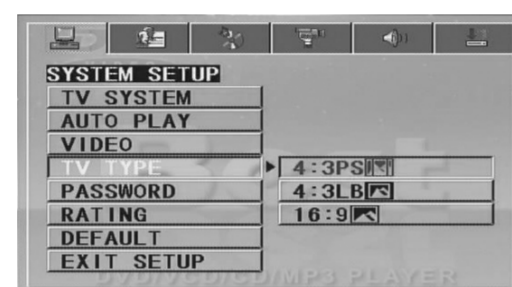 SYSTEM SETUP
TV SYSTEM
AUTO PLAY
VIDEO
TV TYPE
4:3PS
PASSWORD
4:3LB
RATING
16:9
DEFAULT
EXIT SETUP
DVD/VCD/CD/MP3 PLAYER